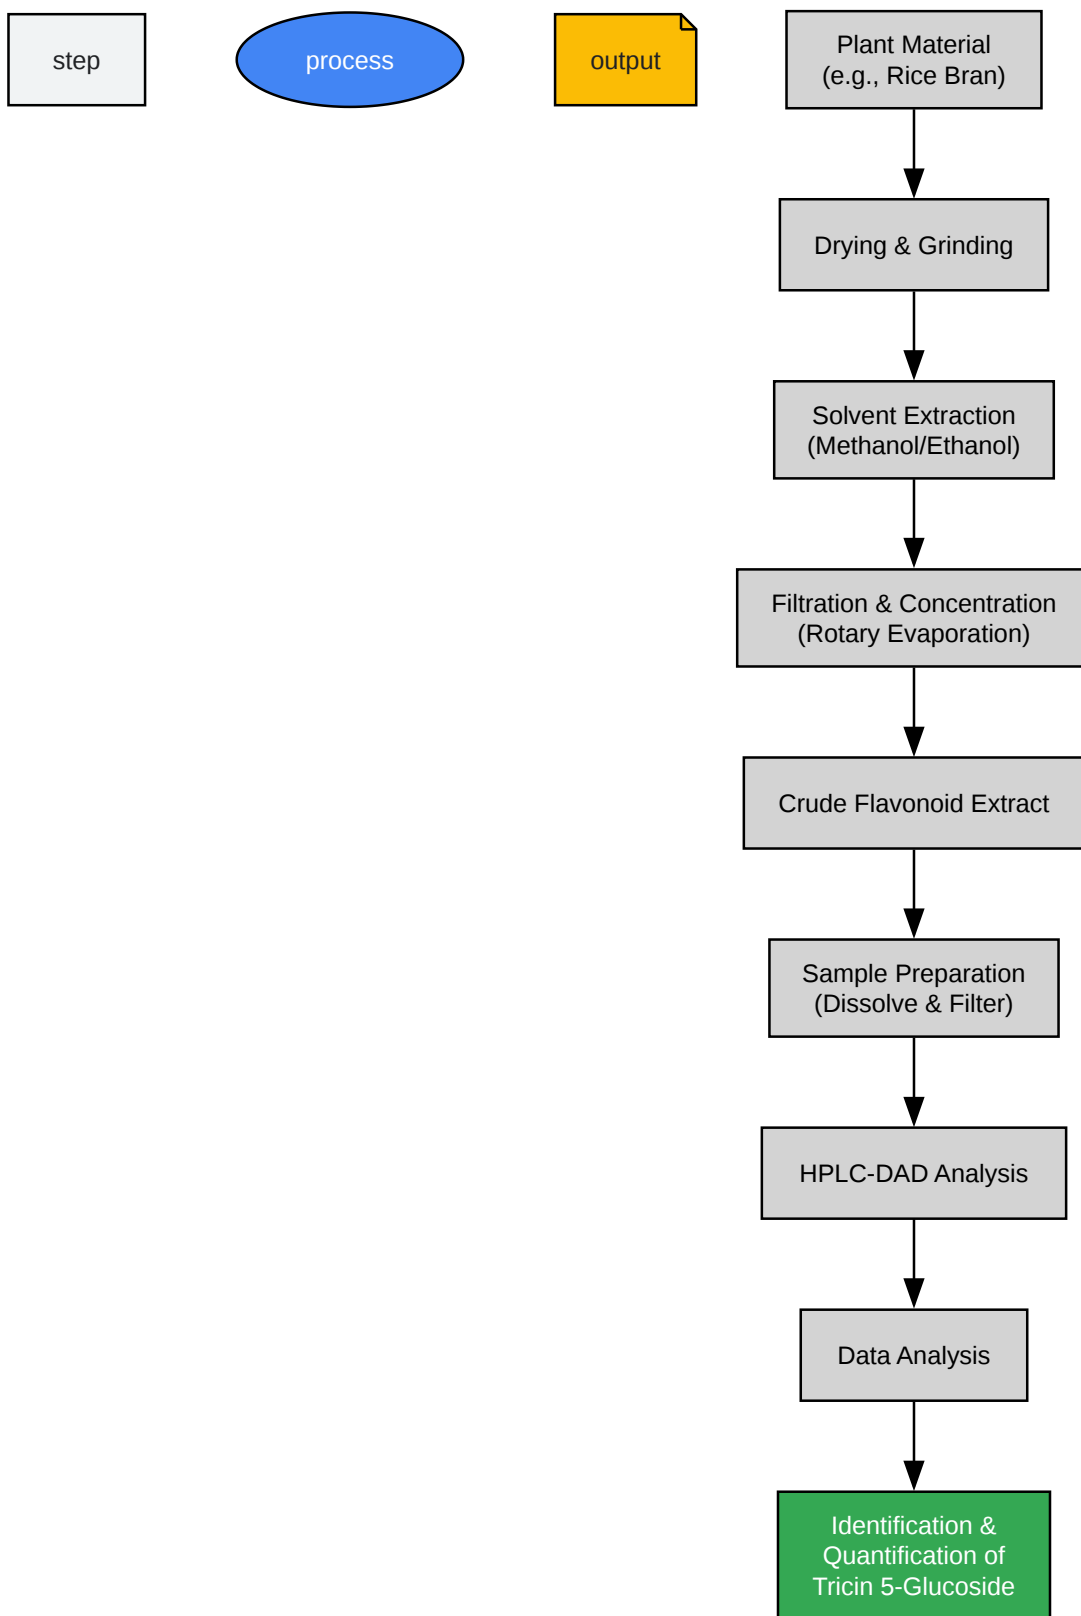 step
process
output
Plant Material
(e.g., Rice Bran)
Drying & Grinding
Solvent Extraction
(Methanol/Ethanol)
Filtration & Concentration
(Rotary Evaporation)
Crude Flavonoid Extract
Sample Preparation
(Dissolve & Filter)
HPLC-DAD Analysis
Data Analysis
Identification &
Quantification of
Tricin 5-Glucoside